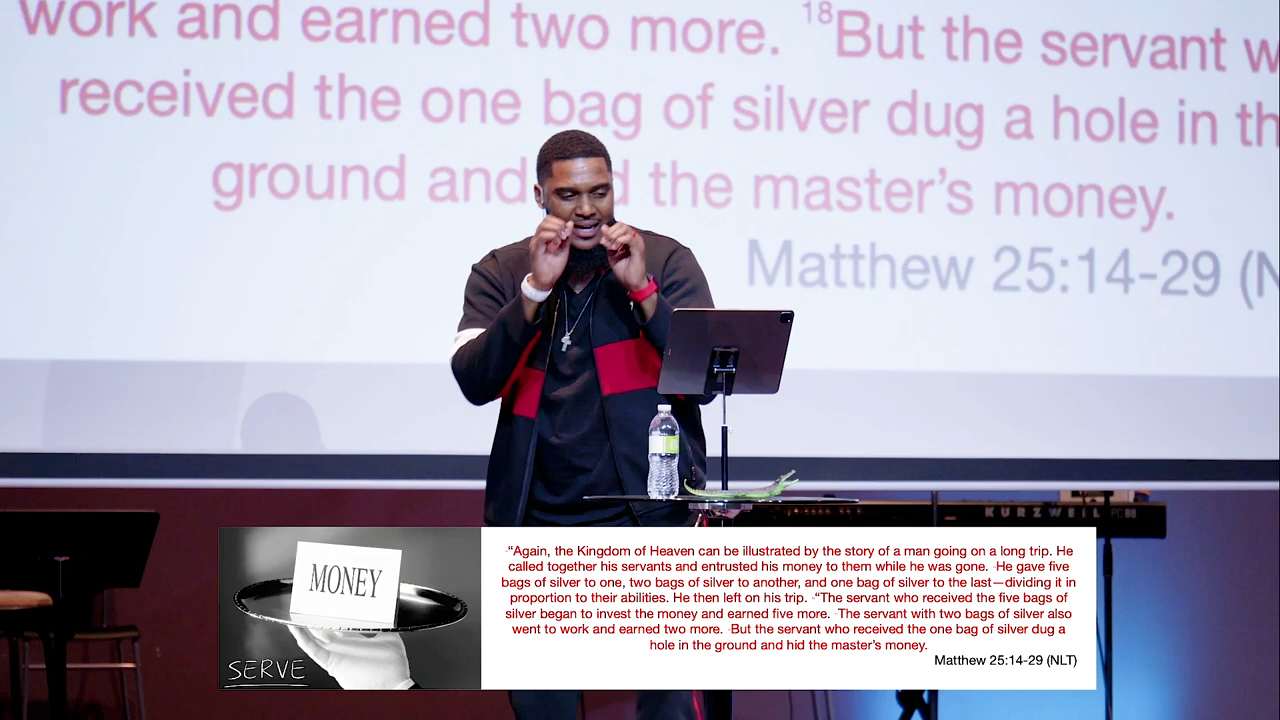 work and earned two more. 18But the servant w
received the one bag of silver dug a hole in th
ground and d the master's money.
Matthew 25:14-29 (N
KURZWEIL PC88
MONEY
SERVE
“Again, the Kingdom of Heaven can be illustrated by the story of a man going on a long trip. He
called together his servants and entrusted his money to them while he was gone. He gave five
bags of silver to one, two bags of silver to another, and one bag of silver to the last—dividing it in
proportion to their abilities. He then left on his trip. “The servant who received the five bags of
silver began to invest the money and earned five more. The servant with two bags of silver also
went to work and earned two more. But the servant who received the one bag of silver dug a
hole in the ground and hid the master's money.
Matthew 25:14-29 (NLT)